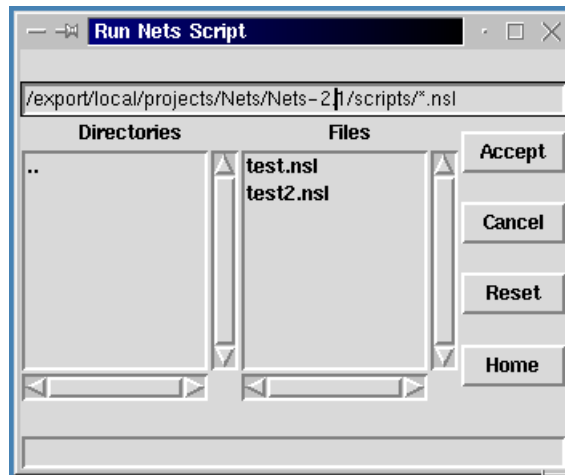 Run Nets Script
/export/local/projects/Nets/Nets-2.1/scripts/*.nsl
Directories
Files
..
test.nsl
test2.nsl
Accept
Cancel
Reset
Home